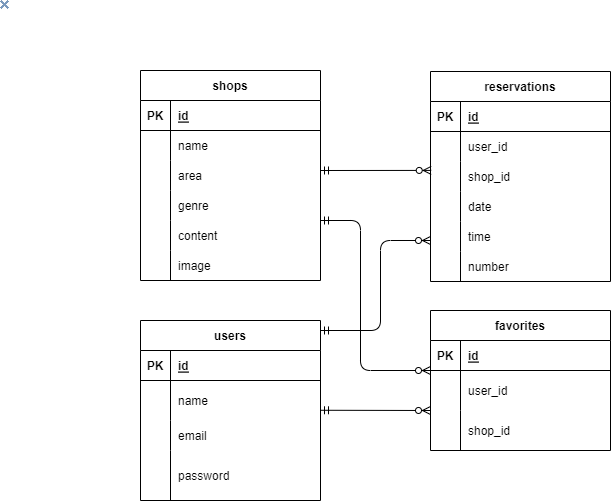 shops
PK id
name
area
genre
content
image
reservations
PK id
user_id
shop_id
date
time
number
users
PK id
name
email
password
favorites
PK id
user_id
shop_id